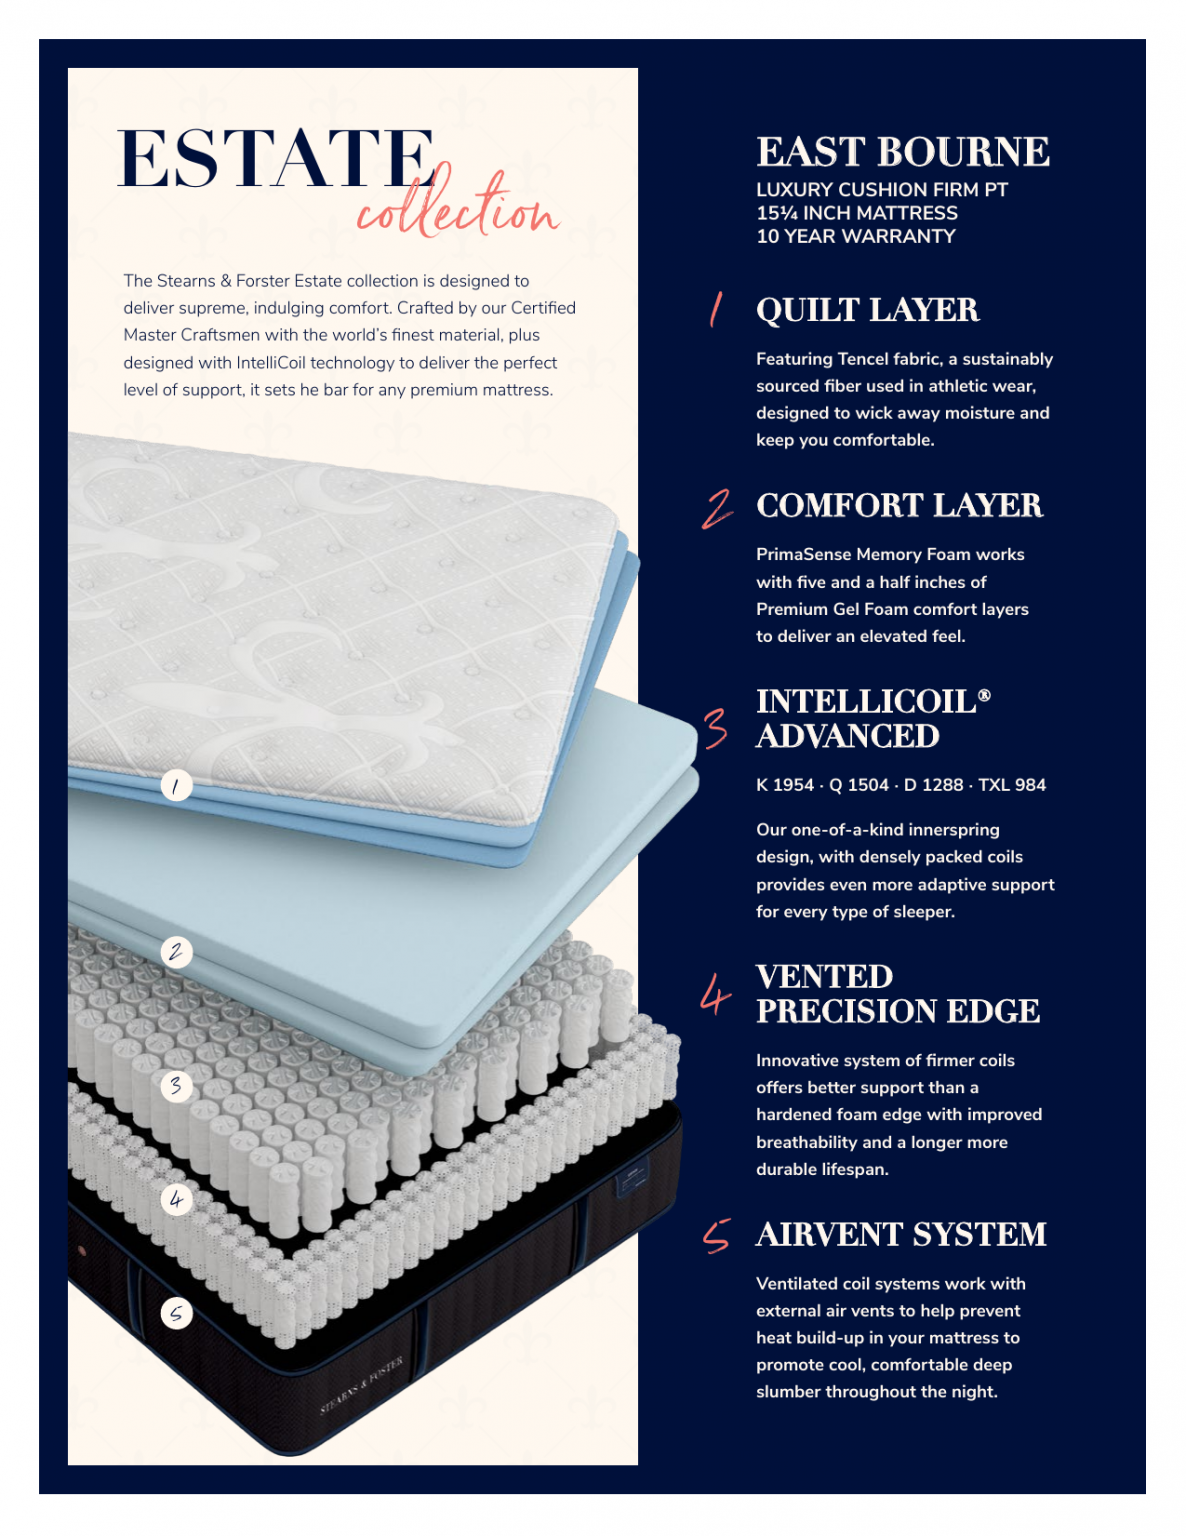 ESTATE
collection
The Stearns & Forster Estate collection is designed to
deliver supreme, indulging comfort. Crafted by our Certified
Master Craftsmen with the world's finest material, plus
designed with IntelliCoil technology to deliver the perfect
level of support, it sets he bar for any premium mattress.
1
2
3
4
5
STEARNS & FOSTER
EAST BOURNE
LUXURY CUSHION FIRM PT
15¼ INCH MATTRESS
10 YEAR WARRANTY
1 QUILT LAYER
Featuring Tencel fabric, a sustainably
sourced fiber used in athletic wear,
designed to wick away moisture and
keep you comfortable.
2 COMFORT LAYER
PrimaSense Memory Foam works
with five and a half inches of
Premium Gel Foam comfort layers
to deliver an elevated feel.
3 INTELLICOIL®
ADVANCED
K 1954 · Q 1504 · D 1288 · TXL 984
Our one-of-a-kind innerspring
design, with densely packed coils
provides even more adaptive support
for every type of sleeper.
4 VENTED
PRECISION EDGE
Innovative system of firmer coils
offers better support than a
hardened foam edge with improved
breathability and a longer more
durable lifespan.
5 AIRVENT SYSTEM
Ventilated coil systems work with
external air vents to help prevent
heat build-up in your mattress to
promote cool, comfortable deep
slumber throughout the night.